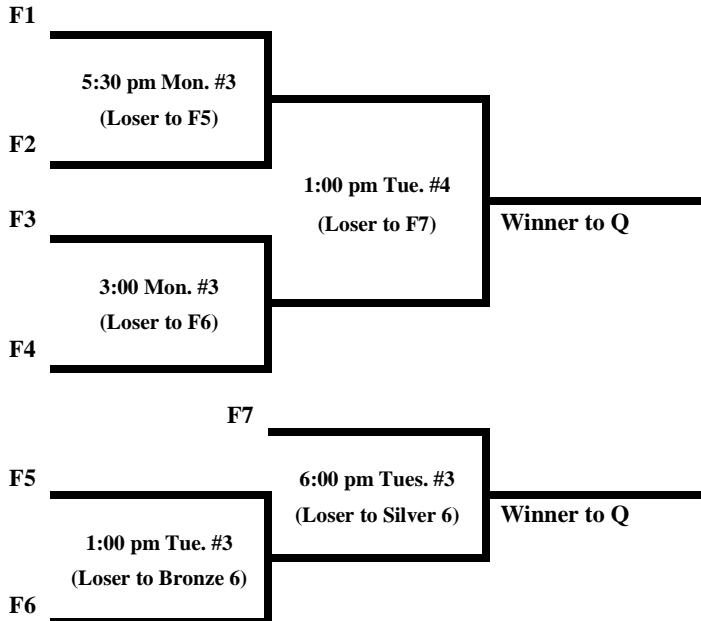 F1
5:30 pm Mon. #3
(Loser to F5)
F2
1:00 pm Tue. #4
(Loser to F7)
Winner to Q
F3
3:00 Mon. #3
(Loser to F6)
F4
F7
F5
6:00 pm Tues. #3
(Loser to Silver 6)
Winner to Q
1:00 pm Tue. #3
(Loser to Bronze 6)
F6